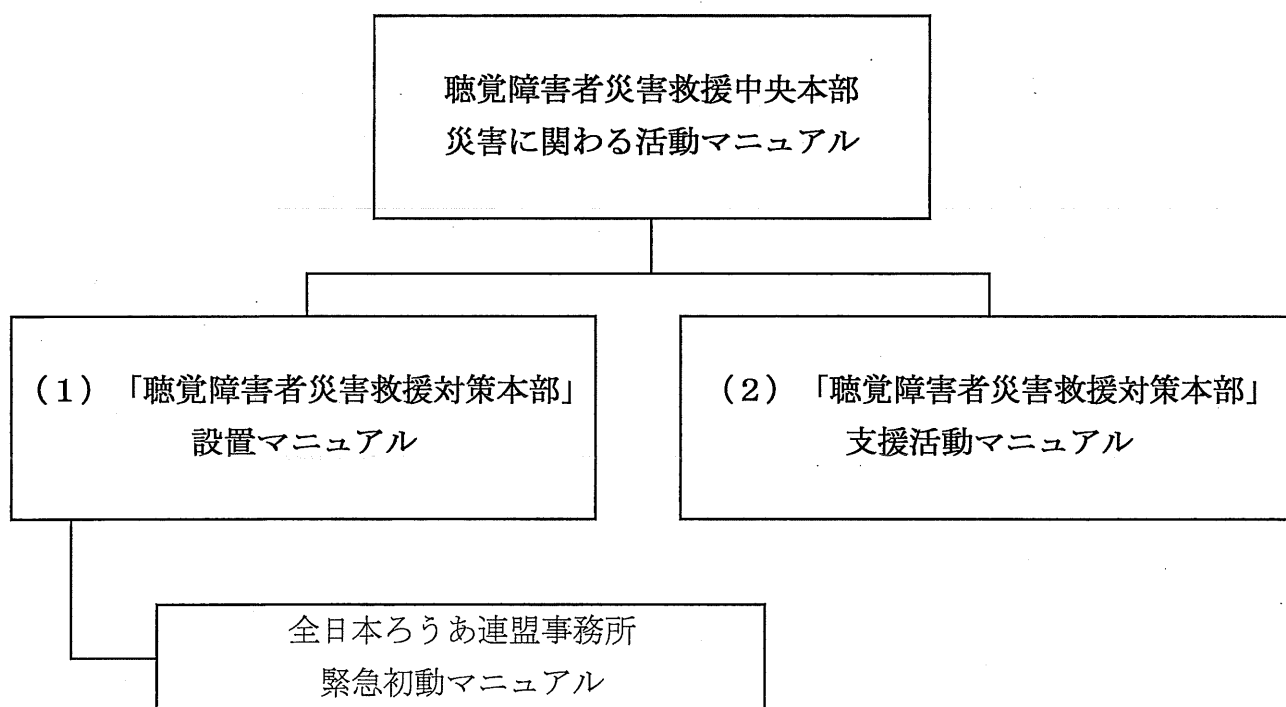 聴覚障害者災害救援中央本部
災害に関わる活動マニュアル
（１）「聴覚障害者災害救援対策本部」
設置マニュアル
（２）「聴覚障害者災害救援対策本部」
支援活動マニュアル
全日本ろうあ連盟事務所
緊急初動マニュアル